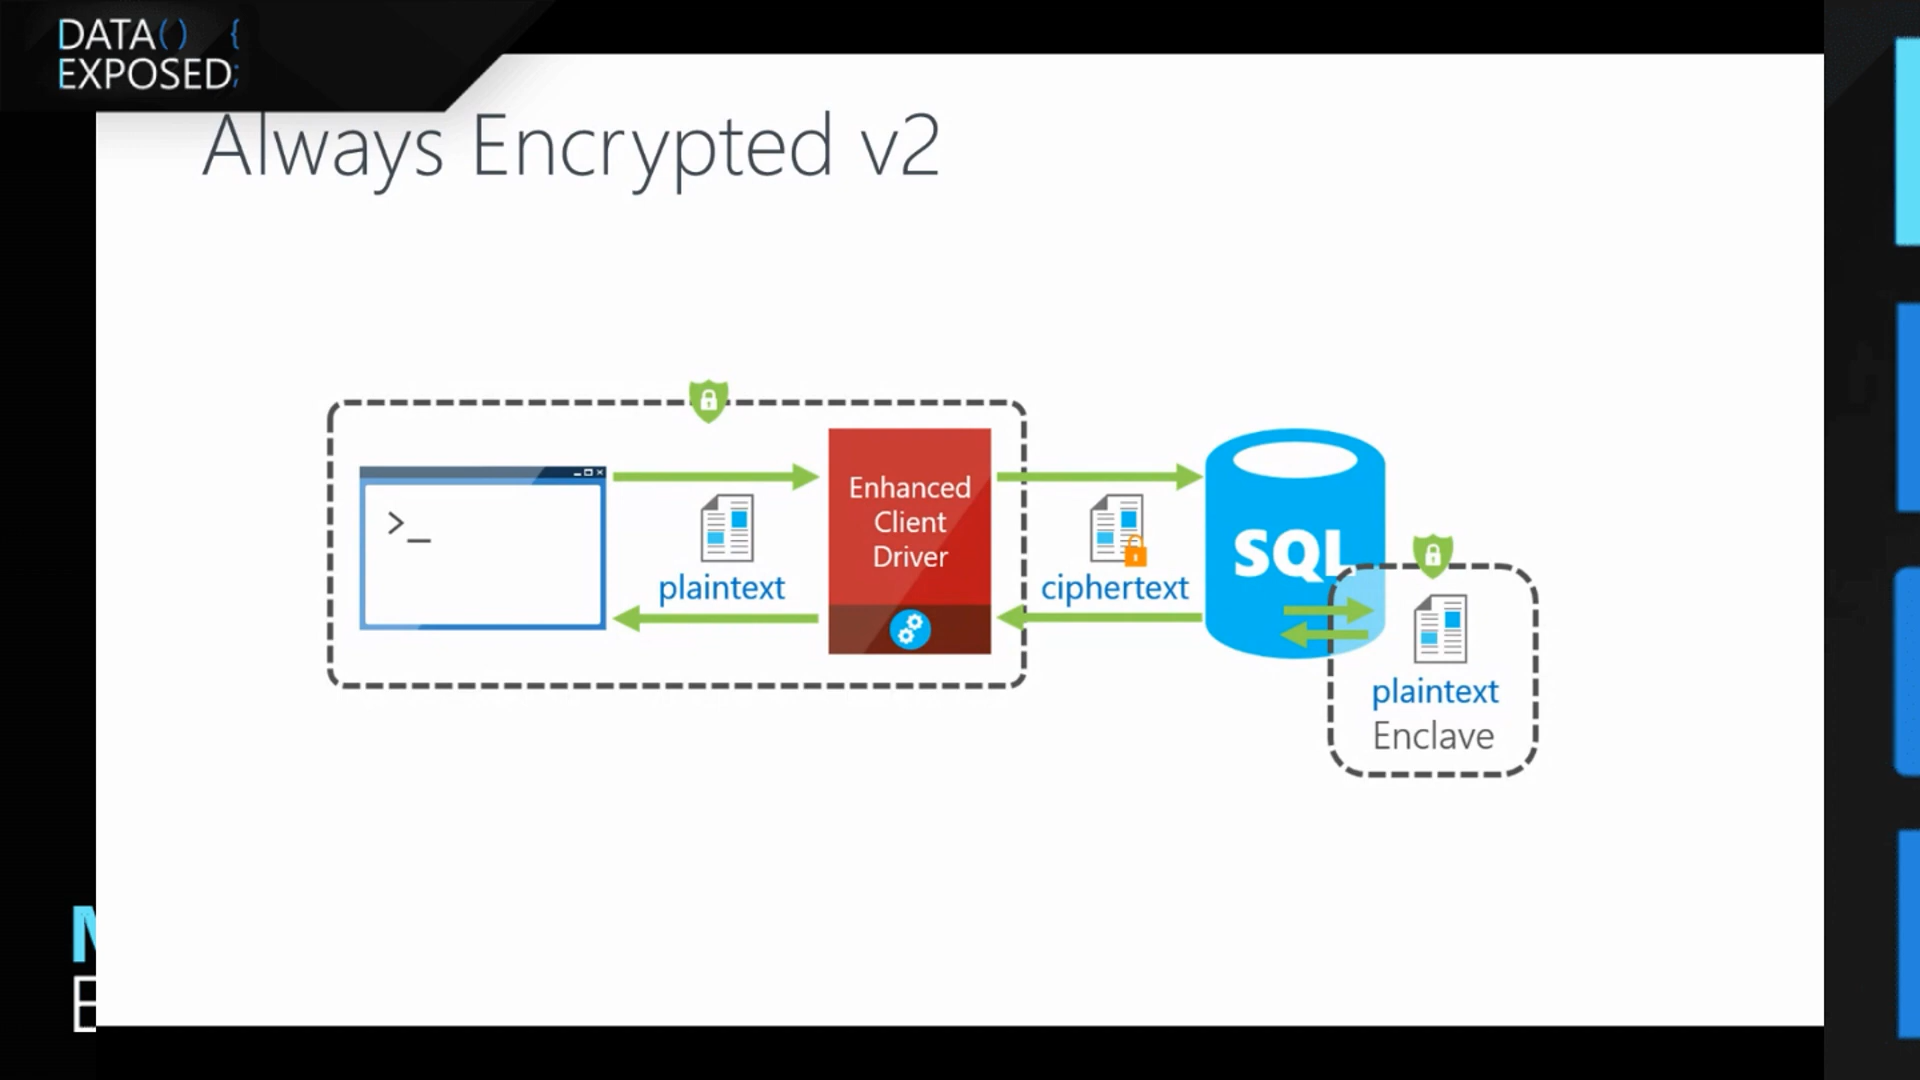 DATA() {
EXPOSED;
Always Encrypted v2
>_
Enhanced
Client
Driver
plaintext
ciphertext
SQL
plaintext
Enclave